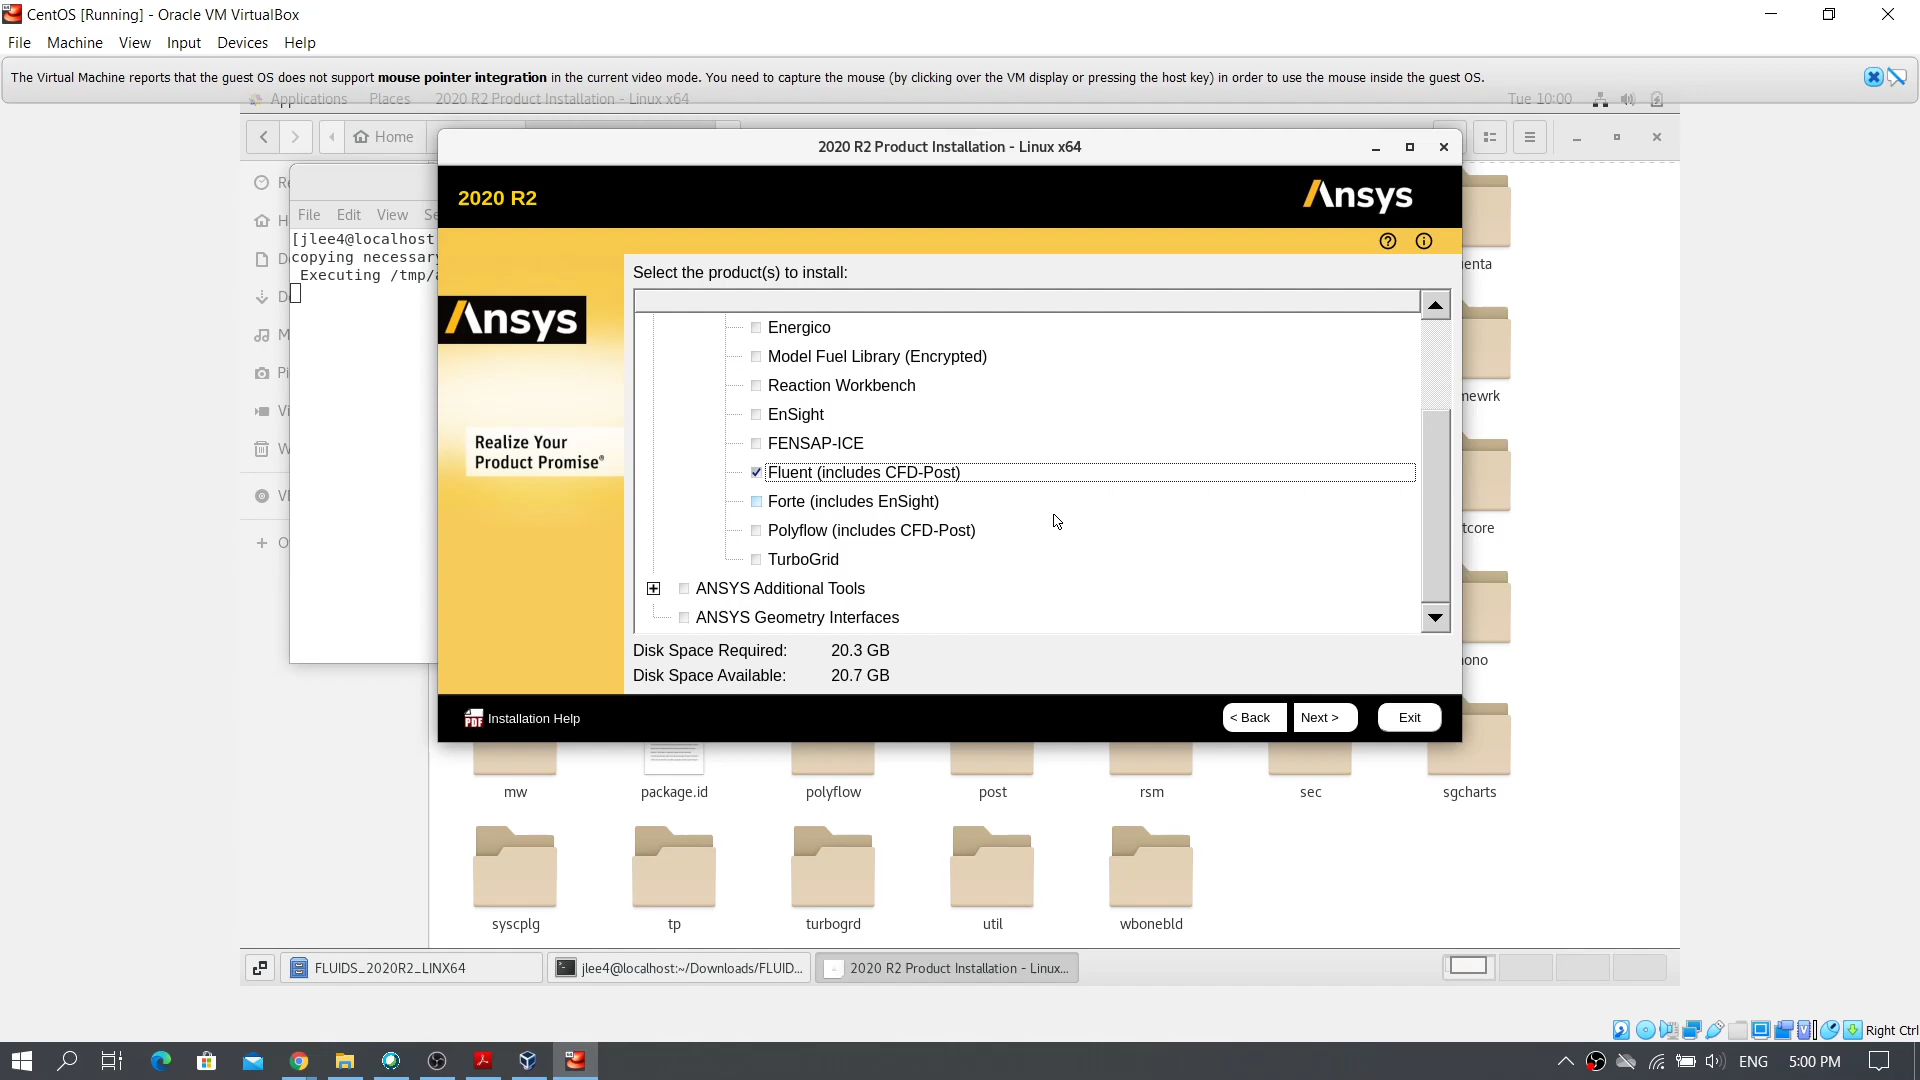 CentOS [Running] - Oracle VM VirtualBox
File Machine View Input Devices Help
The Virtual Machine reports that the guest OS does not support mouse pointer integration in the current video mode. You need to capture the mouse (by clicking over the VM display or pressing the host key) in order to use the mouse inside the guest OS.
Applications Places 2020 R2 Product Installation - Linux x64 Tue 10:00
Home
2020 R2 Product Installation - Linux x64
2020 R2
Ansys
File Edit View Se
[jlee4@localhost
copying necessary
Executing /tmp/a
Ansys
Realize Your
Product Promise®
Select the product(s) to install:
Energico
Model Fuel Library (Encrypted)
Reaction Workbench
EnSight
FENSAP-ICE
Fluent (includes CFD-Post)
Forte (includes EnSight)
Polyflow (includes CFD-Post)
TurboGrid
ANSYS Additional Tools
ANSYS Geometry Interfaces
Disk Space Required: 20.3 GB
Disk Space Available: 20.7 GB
PDF Installation Help
< Back Next > Exit
enta
mewrk
tcore
ono
mw package.id polyflow post rsm sec sgcharts
syscplg tp turbogrd util wbonebld
FLUIDS_2020R2_LINX64 jlee4@localhost:~/Downloads/FLUID... 2020 R2 Product Installation - Linux...
Right Ctrl
ENG 5:00 PM